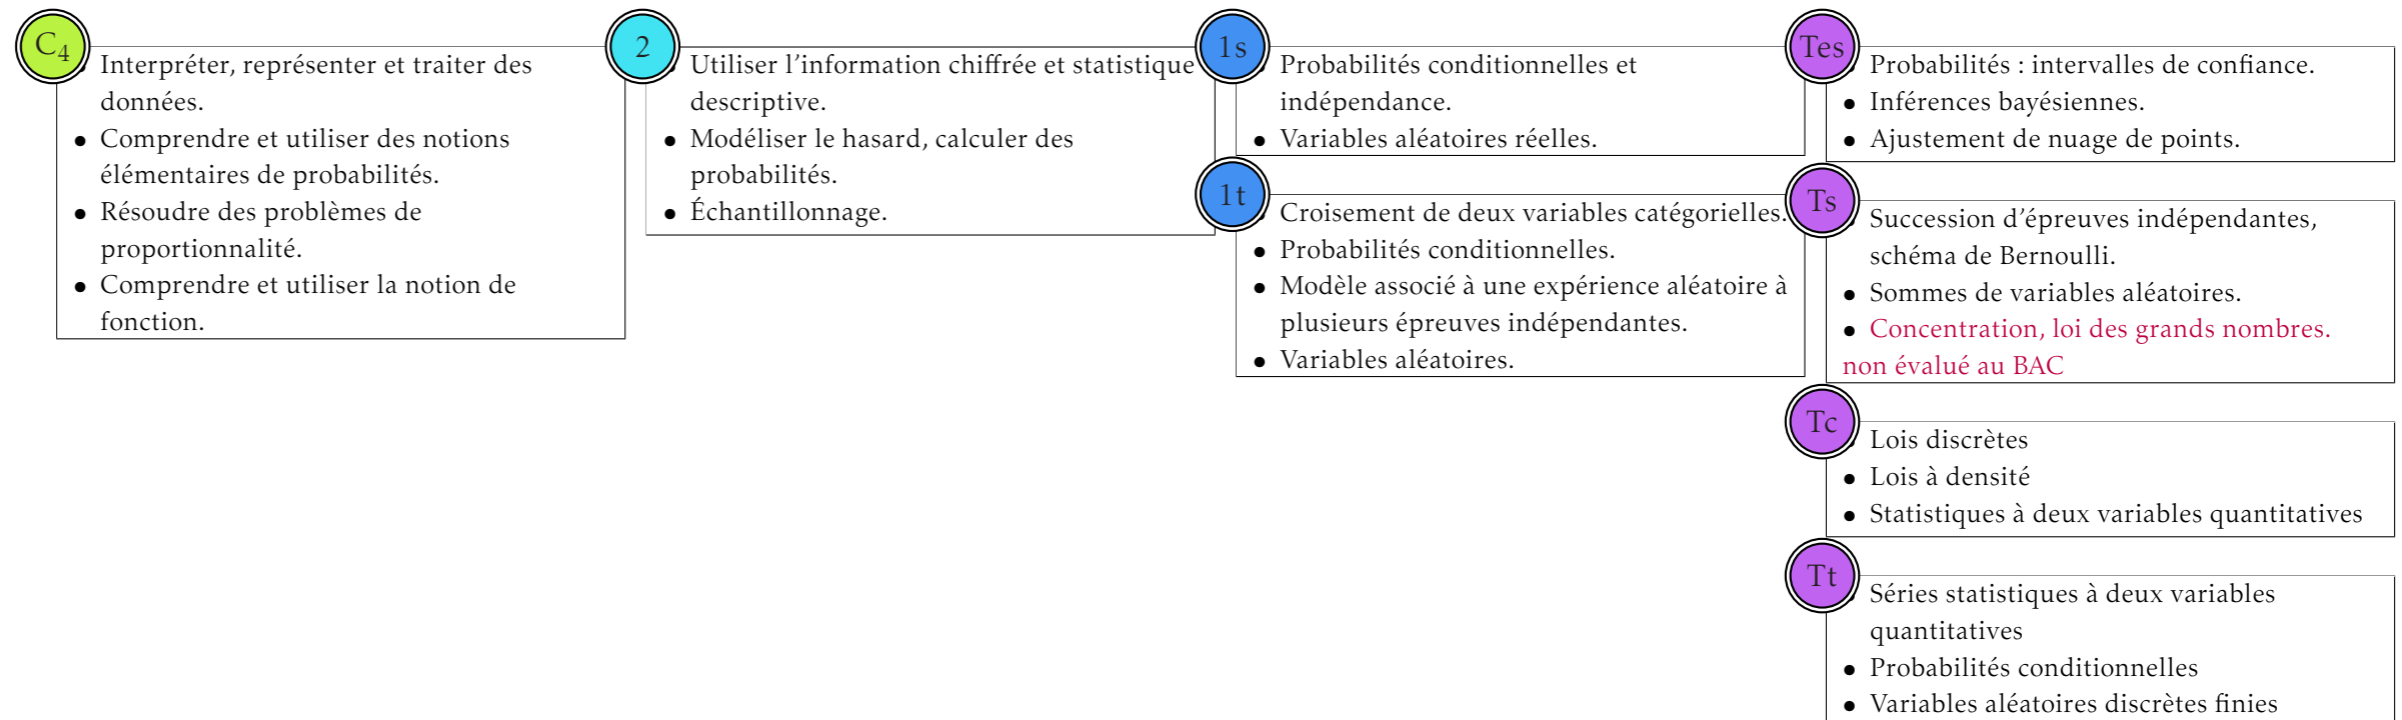 C4
Interpréter, représenter et traiter des
données.
• Comprendre et utiliser des notions
élémentaires de probabilités.
• Résoudre des problèmes de
proportionnalité.
• Comprendre et utiliser la notion de
fonction.
2
Utiliser l'information chiffrée et statistique
descriptive.
• Modéliser le hasard, calculer des
probabilités.
• Échantillonnage.
1s
Probabilités conditionnelles et
indépendance.
• Variables aléatoires réelles.
1t
Croisement de deux variables catégorielles.
• Probabilités conditionnelles.
• Modèle associé à une expérience aléatoire à
plusieurs épreuves indépendantes.
• Variables aléatoires.
Tes
Probabilités : intervalles de confiance.
• Inférences bayésiennes.
• Ajustement de nuage de points.
Ts
Succession d'épreuves indépendantes,
schéma de Bernoulli.
• Sommes de variables aléatoires.
• Concentration, loi des grands nombres.
non évalué au BAC
Tc
Lois discrètes
• Lois à densité
• Statistiques à deux variables quantitatives
Tt
Séries statistiques à deux variables
quantitatives
• Probabilités conditionnelles
• Variables aléatoires discrètes finies